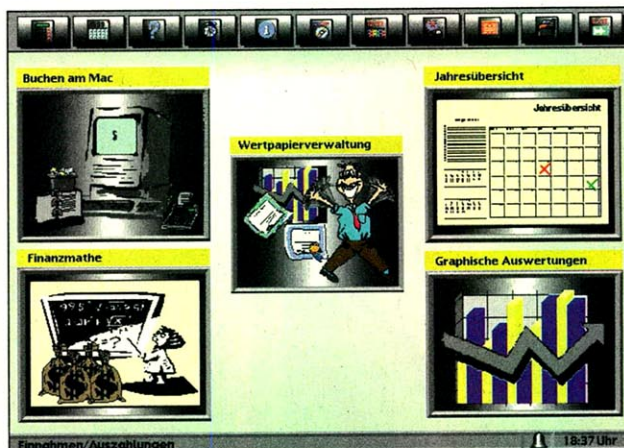 Buchen am Mac
Jahresübersicht
Jahresübersicht
Wertpapierverwaltung
Finanzmathe
Graphische Auswertungen
Einnahmen/Auszahlungen
18:37 Uhr